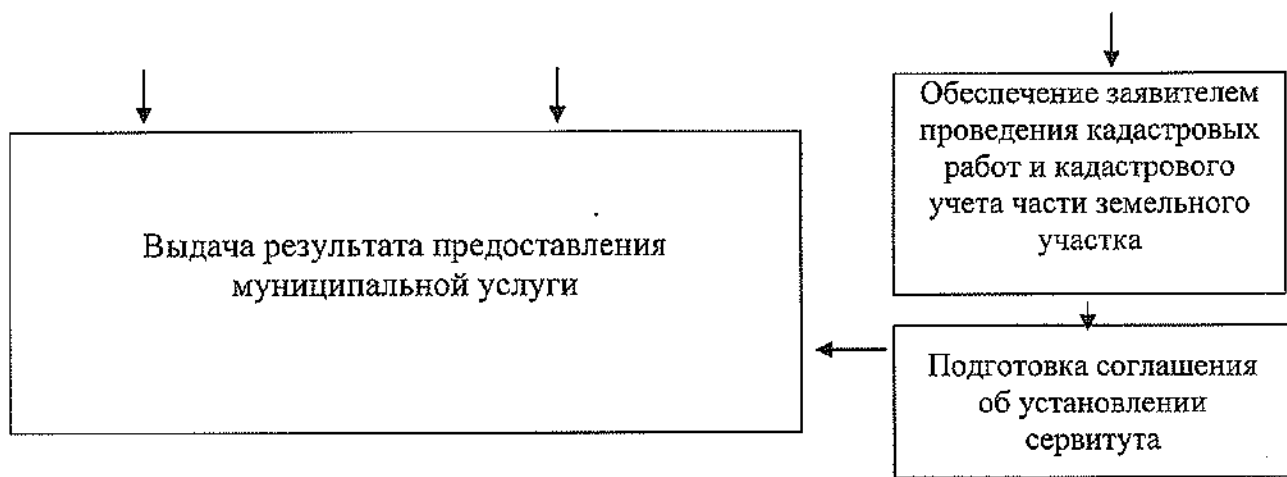 Обеспечение заявителем
проведения кадастровых
работ и кадастрового
учета части земельного
участка
Выдача результата предоставления
муниципальной услуги
Подготовка соглашения
об установлении
сервитута